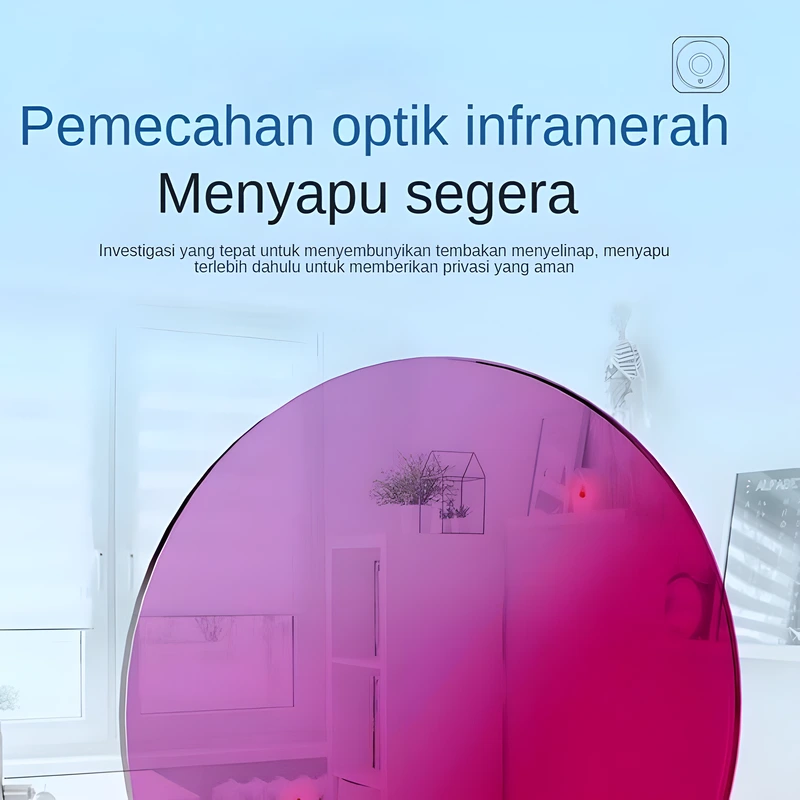 Pemecahan optik inframerah
Menyapu segera
Investigasi yang tepat untuk menyembunyikan tembakan menyelinap, menyapu
terlebih dahulu untuk memberikan privasi yang aman
ALFABET